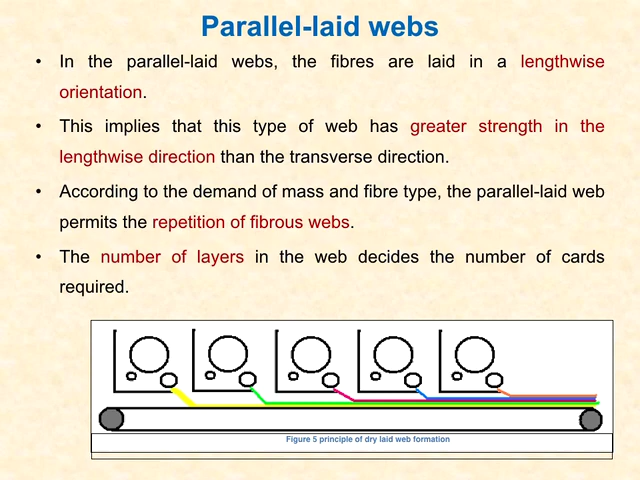 Parallel-laid webs
• In the parallel-laid webs, the fibres are laid in a lengthwise
orientation.
• This implies that this type of web has greater strength in the
lengthwise direction than the transverse direction.
• According to the demand of mass and fibre type, the parallel-laid web
permits the repetition of fibrous webs.
• The number of layers in the web decides the number of cards
required.
Figure 5 principle of dry laid web formation